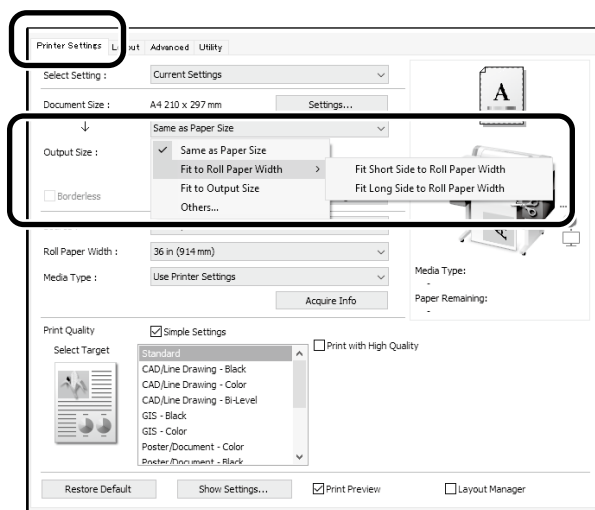 Printer Settings Layout Advanced Utility
Select Setting : Current Settings
Document Size : A4 210 x 297 mm Settings...
↓ Same as Paper Size
Output Size : ✓ Same as Paper Size
Fit to Roll Paper Width > Fit Short Side to Roll Paper Width
Fit to Output Size Fit Long Side to Roll Paper Width
Borderless Others...
A
Roll Paper Width : 36 in (914 mm)
Media Type : Use Printer Settings
Acquire Info
Media Type:
-
Paper Remaining:
-
Print Quality Simple Settings
Select Target Standard Print with High Quality
CAD/Line Drawing - Black
CAD/Line Drawing - Color
CAD/Line Drawing - Bi-Level
GIS - Black
GIS - Color
Poster/Document - Color
Poster/Document - Black
Restore Default Show Settings... Print Preview Layout Manager